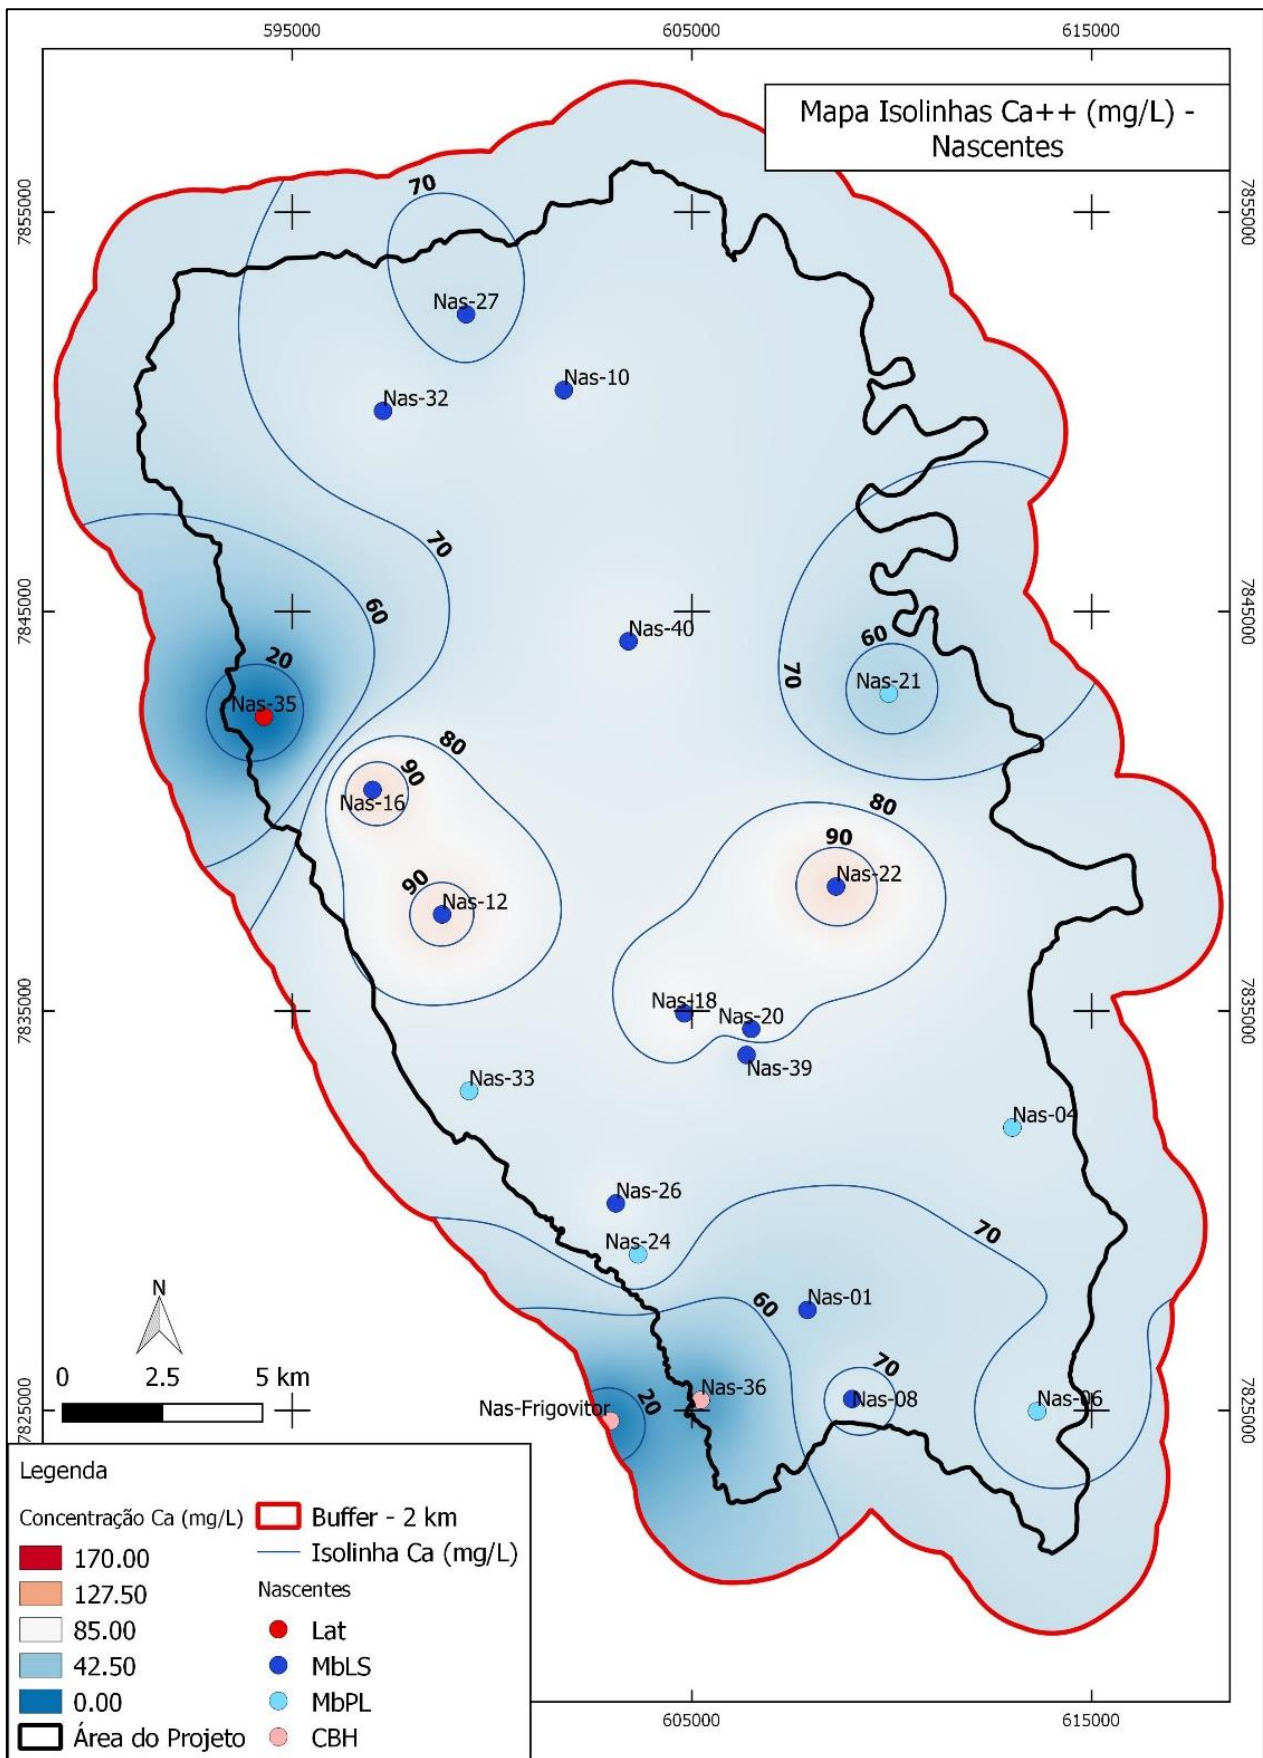 595000
605000
615000
Mapa Isolinhas Ca++ (mg/L) -
Nascentes
7855000
7855000
70
Nas-27
Nas-10
Nas-32
70
60
7845000
7845000
Nas-40
60
20
70
Nas-21
Nas-35
80
90
80
Nas-16
90
90
Nas-22
Nas-12
Nas-18
7835000
7835000
Nas-20
Nas-39
Nas-33
Nas-04
Nas-26
70
Nas-24
N
60
Nas-01
0 2.5 5 km
70
Nas-36
Nas-08
Nas-06
20
Nas-Frigovitor
7825000
7825000
Legenda
Concentração Ca (mg/L)
170.00
127.50
85.00
42.50
0.00
Área do Projeto
Buffer - 2 km
Isolinha Ca (mg/L)
Nascentes
Lat
MbLS
MbPL
CBH
605000
615000